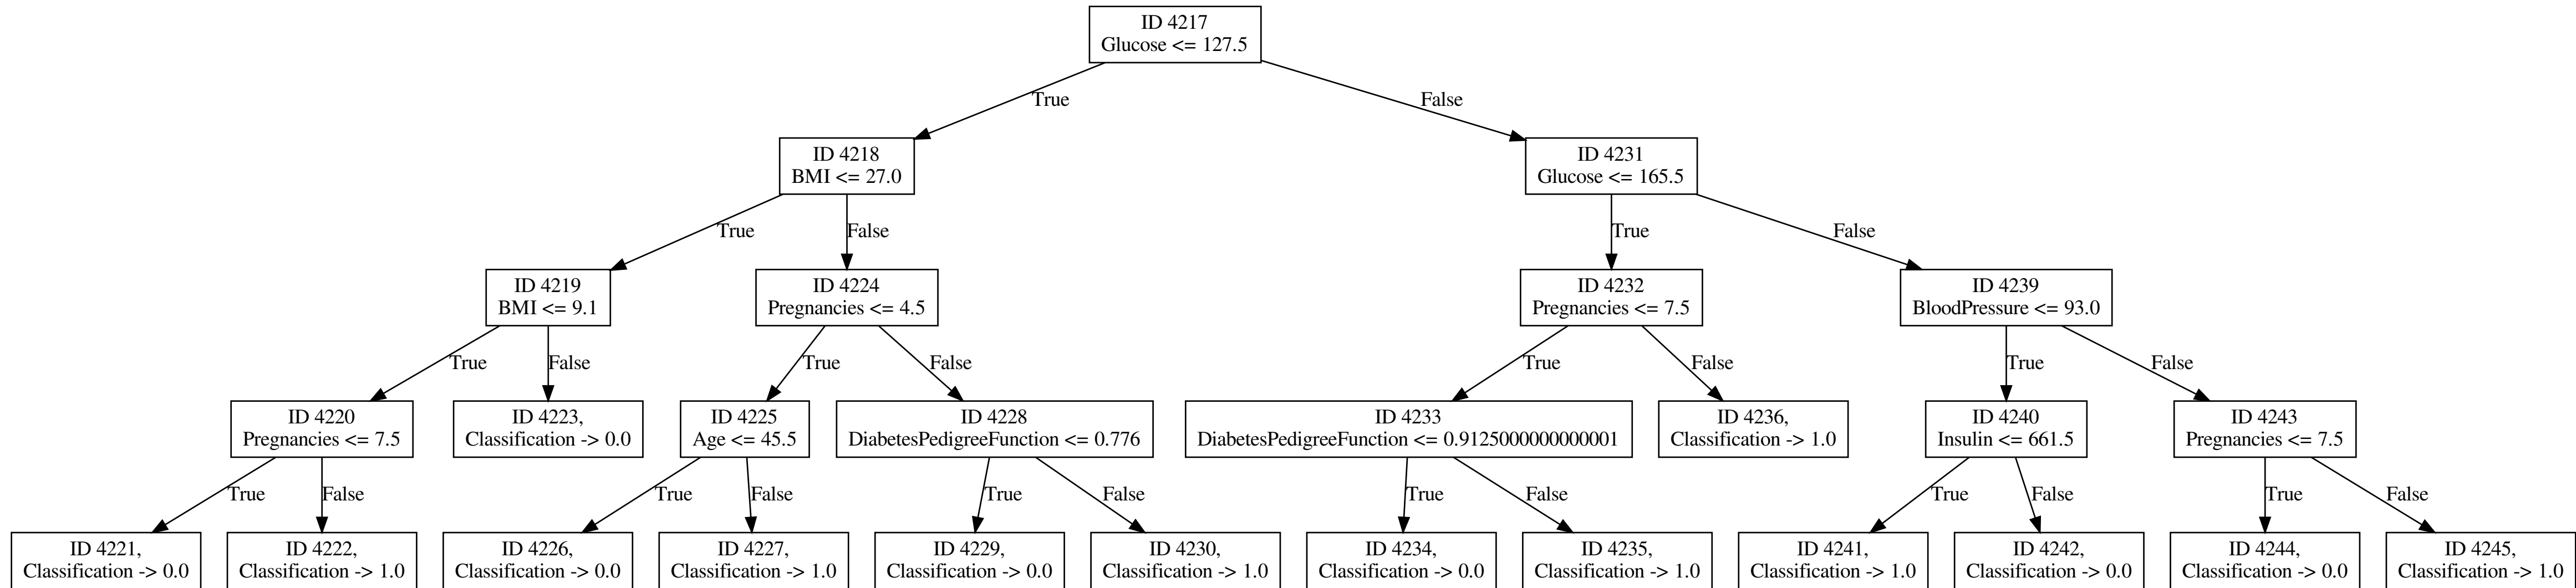 ID 4217
Glucose <= 127.5
True
False
ID 4218
BMI <= 27.0
ID 4231
Glucose <= 165.5
True
False
True
False
ID 4219
BMI <= 9.1
ID 4224
Pregnancies <= 4.5
ID 4232
Pregnancies <= 7.5
ID 4239
BloodPressure <= 93.0
True
False
True
False
True
False
True
False
ID 4220
Pregnancies <= 7.5
ID 4223,
Classification -> 0.0
ID 4225
Age <= 45.5
ID 4228
DiabetesPedigreeFunction <= 0.776
ID 4233
DiabetesPedigreeFunction <= 0.9125000000000001
ID 4236,
Classification -> 1.0
ID 4240
Insulin <= 661.5
ID 4243
Pregnancies <= 7.5
True
False
True
False
True
False
True
False
True
False
True
False
ID 4221,
Classification -> 0.0
ID 4222,
Classification -> 1.0
ID 4226,
Classification -> 0.0
ID 4227,
Classification -> 1.0
ID 4229,
Classification -> 0.0
ID 4230,
Classification -> 1.0
ID 4234,
Classification -> 0.0
ID 4235,
Classification -> 1.0
ID 4241,
Classification -> 1.0
ID 4242,
Classification -> 0.0
ID 4244,
Classification -> 0.0
ID 4245,
Classification -> 1.0